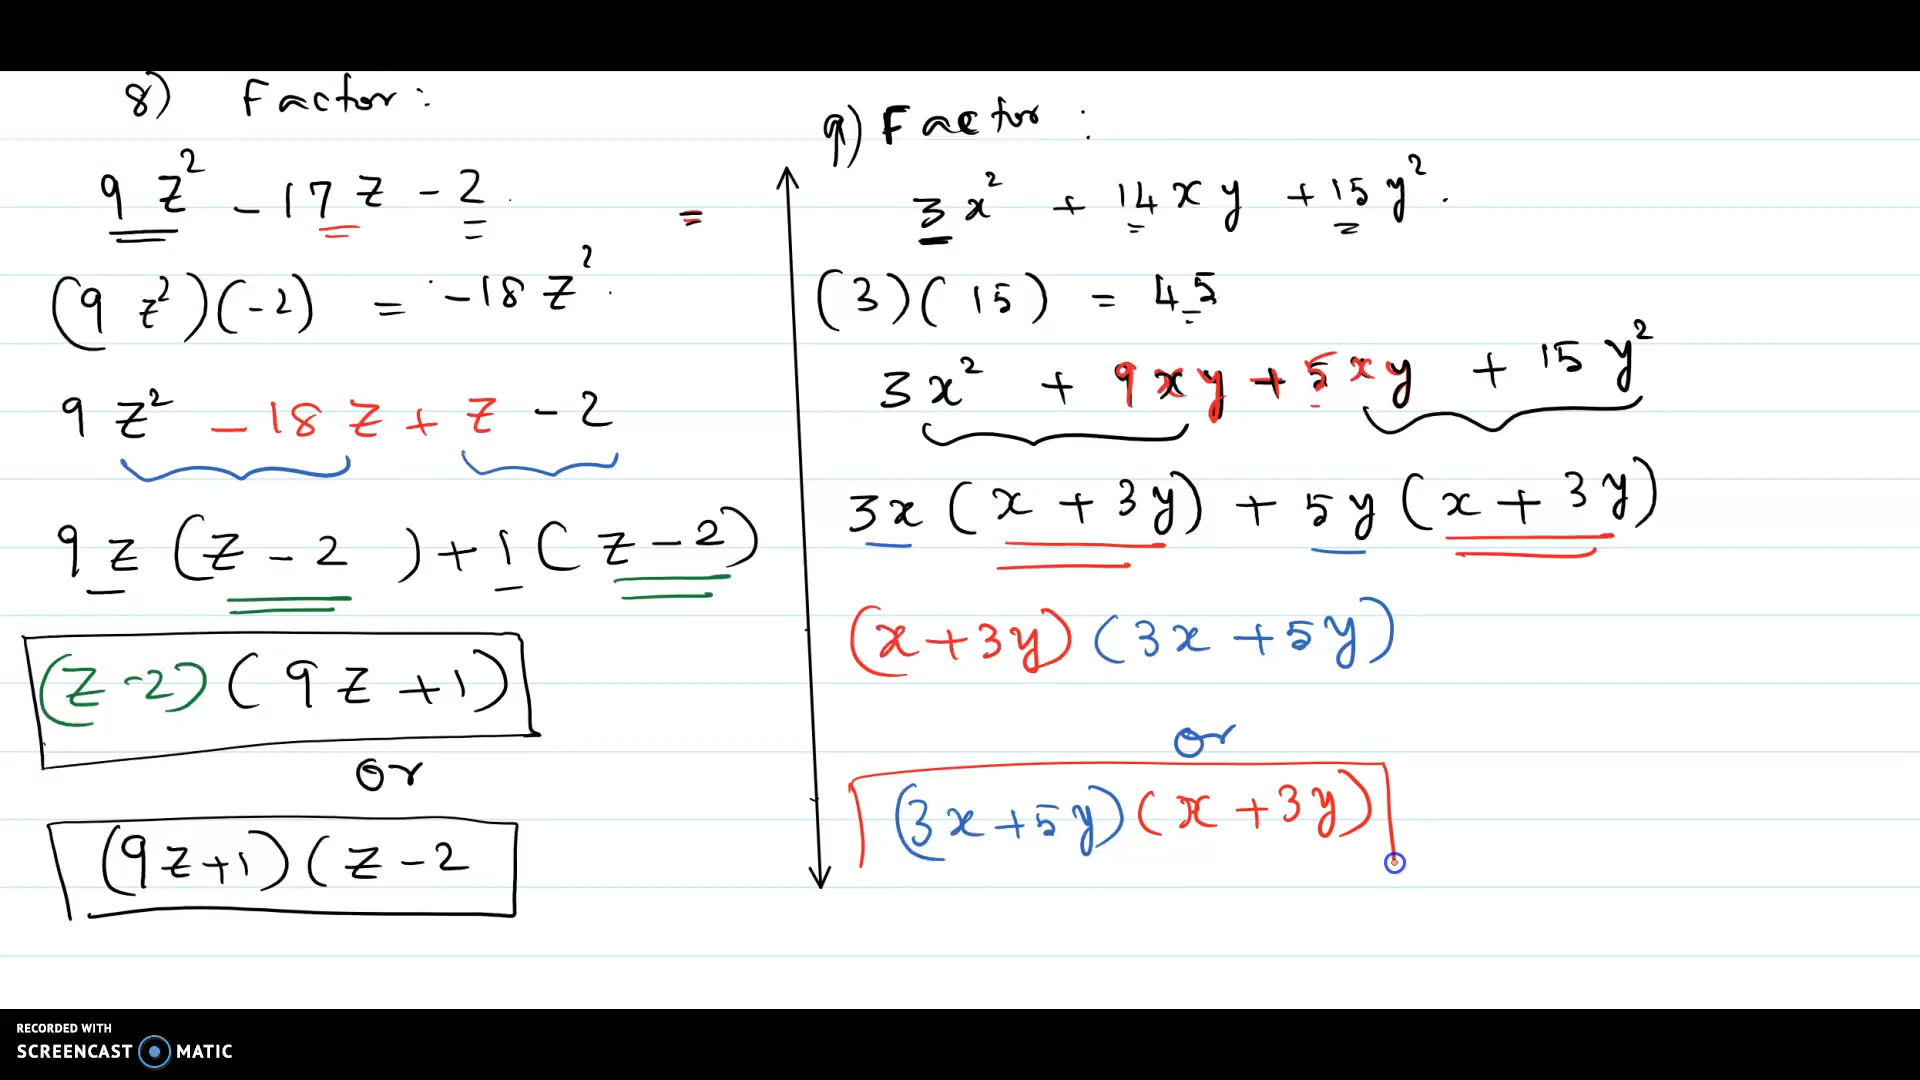 8) Factor:
9z² - 17z - 2
=
(9z²)(-2) = -18z²
9z² - 18z + z - 2
9z(z-2) + 1(z-2)
(z-2)(9z+1)
or
(9z+1)(z-2
9) Factor:
3x² + 14xy + 15y².
(3)(15) = 45
3x² + 9xy + 5xy + 15y²
3x(x+3y) + 5y(x+3y)
(x+3y)(3x+5y)
or
(3x+5y)(x+3y)
RECORDED WITH
SCREENCAST MATIC